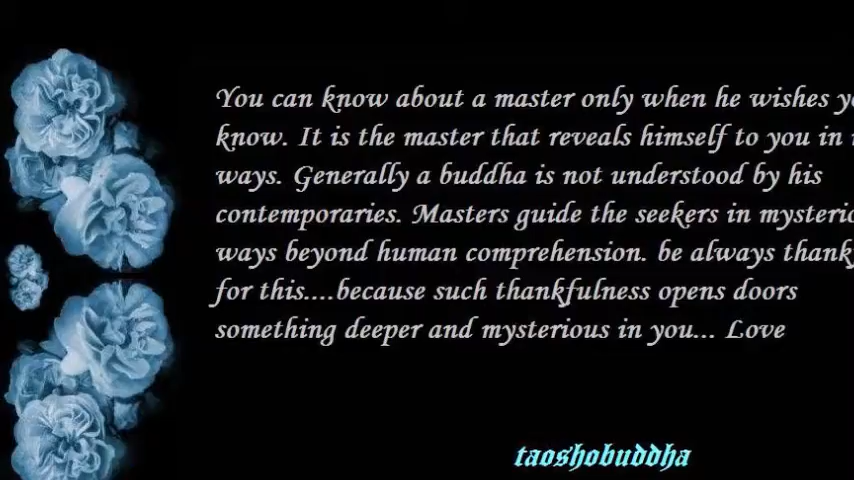 You can know about a master only when he wishes
know. It is the master that reveals himself to you in
ways. Generally a buddha is not understood by his
contemporaries. Masters guide the seekers in
ways beyond human comprehension. be always
for this....because such thankfulness opens doors
something deeper and mysterious in you... Love
taoshobuddha